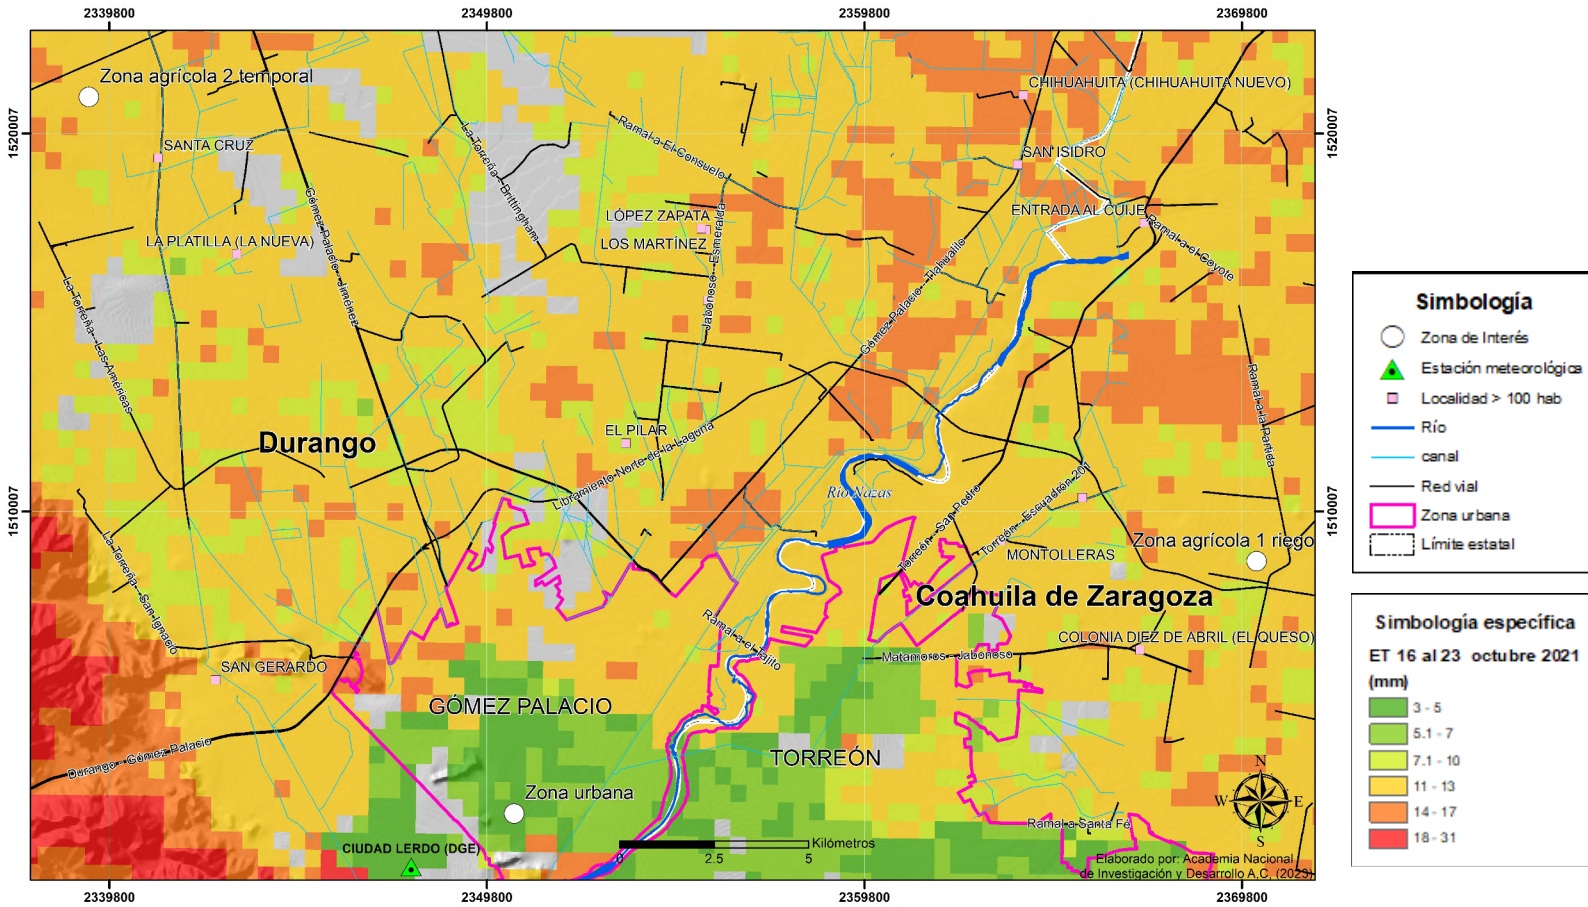 2339800
2349800
2359800
2369800
1520007
1520007
1510007
1510007
Zona agrícola 2 temporal
SANTA CRUZ
LA PLATILLA (LA NUEVA)
La Torreña - Las Américas
Gómez Palacio - Jiménez
La Torreña - Brittingham
Ramal a El Consuelo
LÓPEZ ZAPATA
LOS MARTÍNEZ
Jabonoso - Esmeralda
CHIHUAHUITA (CHIHUAHUITA NUEVO)
SAN ISIDRO
ENTRADA AL CUIJE
Ramal a el Coyote
Gómez Palacio - Tlahualilo
Ramal a la Partida
Durango
EL PILAR
Libramiento Norte de la Laguna
Río Nazas
Torreón - San Pedro
Torreón - Escuadrón 201
MONTOLLERAS
Zona agrícola 1 riego
Coahuila de Zaragoza
La Torreña - San Ignacio
SAN GERARDO
Ramal a el Tajito
Matamoros - Jabonoso
COLONIA DIEZ DE ABRIL (EL QUESO)
GÓMEZ PALACIO
TORREÓN
Durango - Gómez Palacio
Zona urbana
CIUDAD LERDO (DGE)
Ramal a Santa Fé
Kilómetros
0
2.5
5
N
W
E
S
Elaborado por: Academia Nacional
de Investigación y Desarrollo A.C. (2023)
2339800
2349800
2359800
2369800
Simbología
Zona de Interés
Estación meteorológica
Localidad > 100 hab
Río
canal
Red vial
Zona urbana
Límite estatal
Simbología específica
ET 16 al 23 octubre 2021
(mm)
3 - 5
5.1 - 7
7.1 - 10
11 - 13
14 - 17
18 - 31